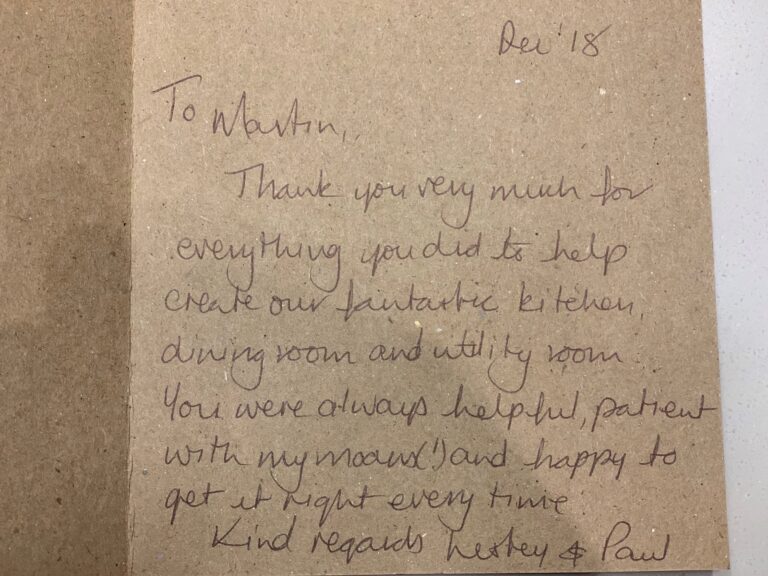 Dec '18
To Martin,
Thank you very much for
everything you did to help
create our fantastic kitchen,
dining room and utility room.
You were always helpful, patient
with my moans(!) and happy to
get it right every time
Kind regards Lesley & Paul